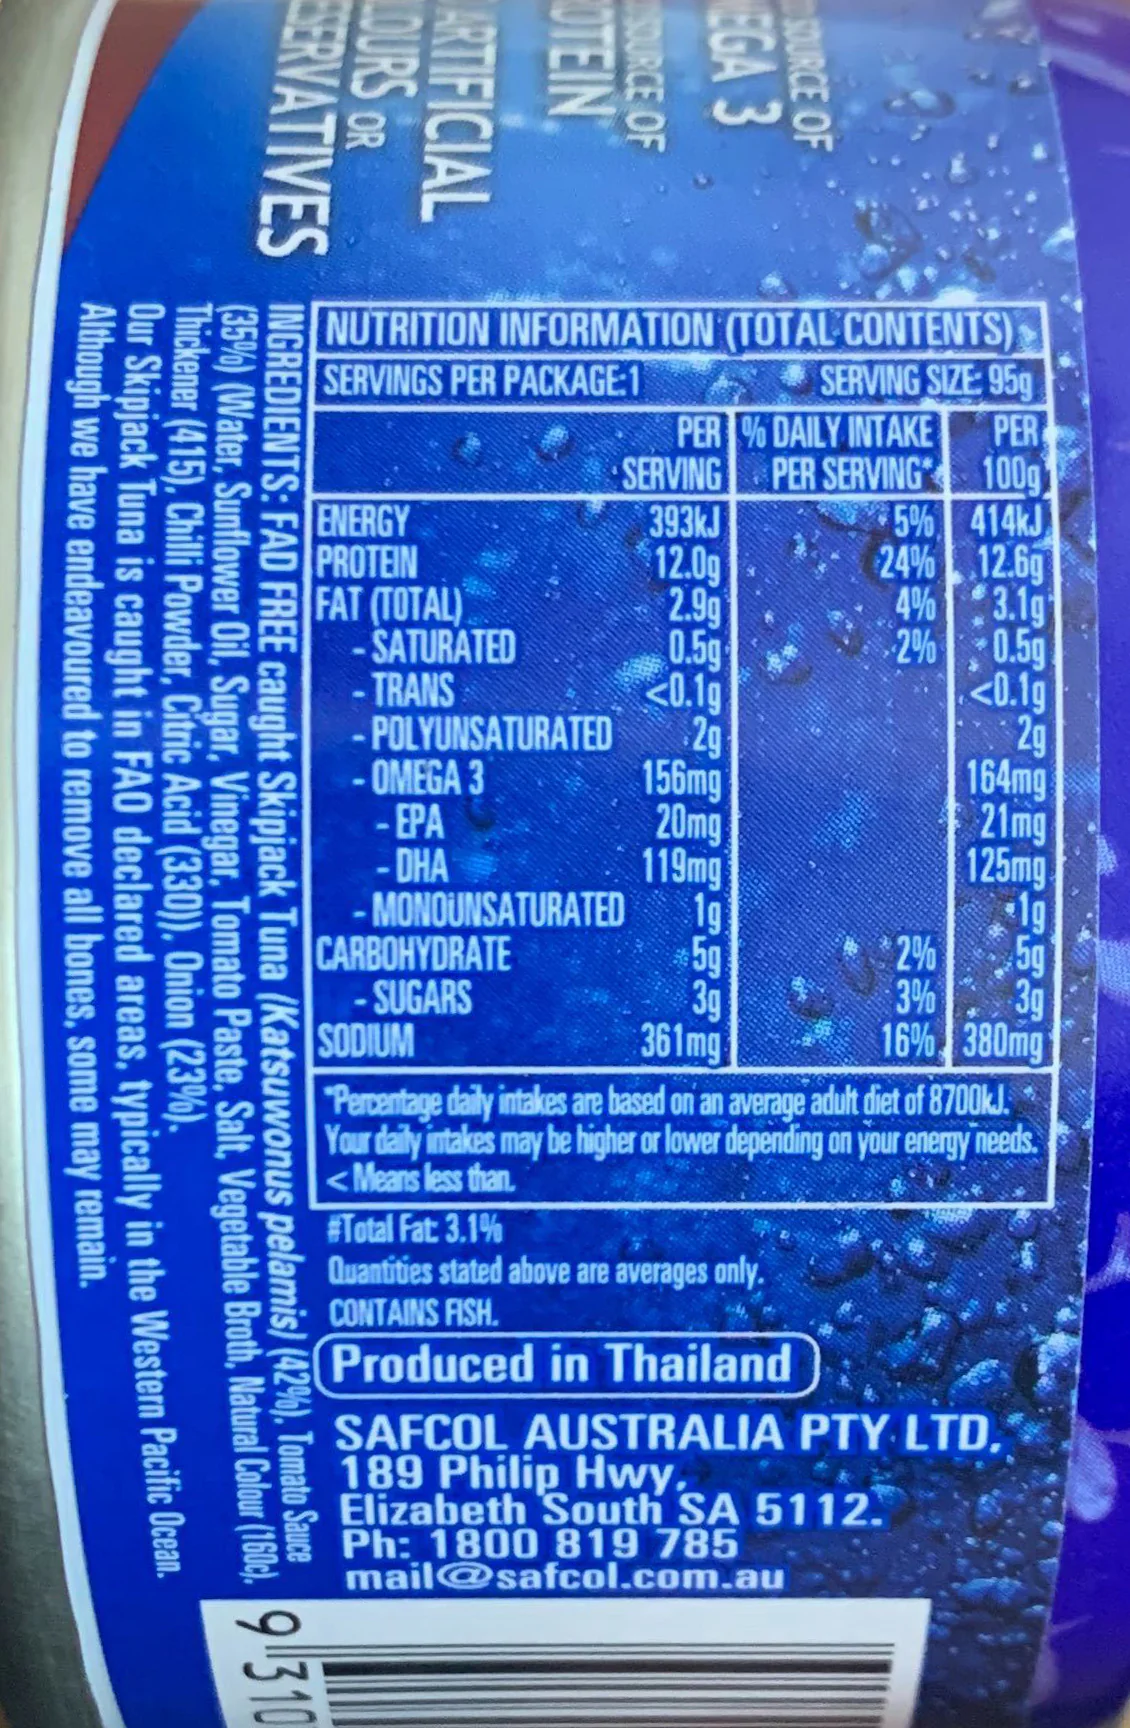 SOURCE OF
EGA 3
SOURCE OF
OTEIN
ARTIFICIAL
LOURS OR
ESERVATIVES
NUTRITION INFORMATION (TOTAL CONTENTS)
SERVINGS PER PACKAGE:1 SERVING SIZE: 95g
PER SERVING % DAILY INTAKE PER SERVING* PER 100g
ENERGY 393kJ 5% 414kJ
PROTEIN 12.0g 24% 12.6g
FAT (TOTAL) 2.9g 4% 3.1g
- SATURATED 0.5g 2% 0.5g
- TRANS <0.1g <0.1g
- POLYUNSATURATED 2g 2g
- OMEGA 3 156mg 164mg
- EPA 20mg 21mg
- DHA 119mg 125mg
- MONOUNSATURATED 1g 1g
CARBOHYDRATE 5g 2% 5g
- SUGARS 3g 3% 3g
SODIUM 361mg 16% 380mg
*Percentage daily intakes are based on an average adult diet of 8700kJ.
Your daily intakes may be higher or lower depending on your energy needs.
< Means less than.
#Total Fat: 3.1%
Quantities stated above are averages only.
CONTAINS FISH.
Produced in Thailand
SAFCOL AUSTRALIA PTY LTD.
189 Philip Hwy,
Elizabeth South SA 5112.
Ph: 1800 819 785
mail@safcol.com.au
INGREDIENTS: FAD FREE caught Skipjack Tuna (Katsuwonus pelamis) (42%), Tomato Sauce
(35%) (Water, Sunflower Oil, Sugar, Vinegar, Tomato Paste, Salt, Vegetable Broth, Natural Colour (160c),
Thickener (415), Chilli Powder, Citric Acid (330)), Onion (23%).
Our Skipjack Tuna is caught in FAO declared areas, typically in the Western Pacific Ocean.
Although we have endeavoured to remove all bones, some may remain.
9 310